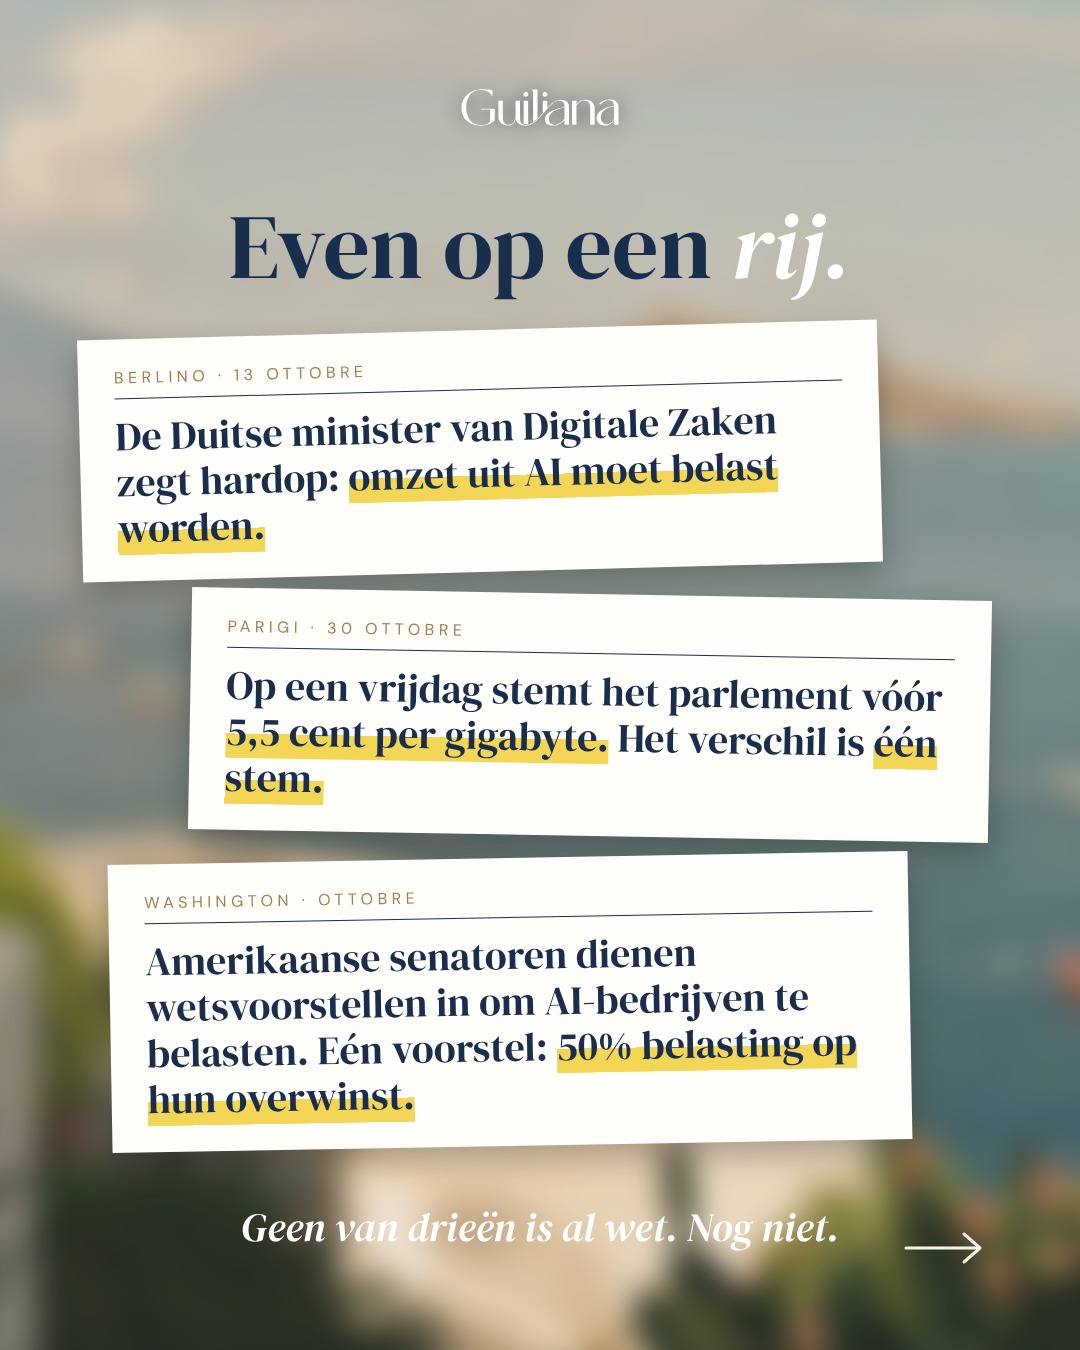 Guiliana
Even op een rij.
BERLINO · 13 OTTOBRE
De Duitse minister van Digitale Zaken
zegt hardop: omzet uit AI moet belast
worden.
PARIGI · 30 OTTOBRE
Op een vrijdag stemt het parlement vóór
5,5 cent per gigabyte. Het verschil is één
stem.
WASHINGTON · OTTOBRE
Amerikaanse senatoren dienen
wetsvoorstellen in om AI-bedrijven te
belasten. Eén voorstel: 50% belasting op
hun overwinst.
Geen van drieën is al wet. Nog niet.